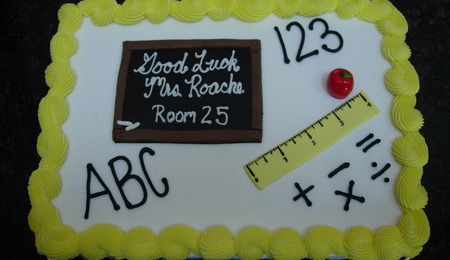 Good Luck
Mrs. Roache
Room 25
123
ABC
+ - × = ÷